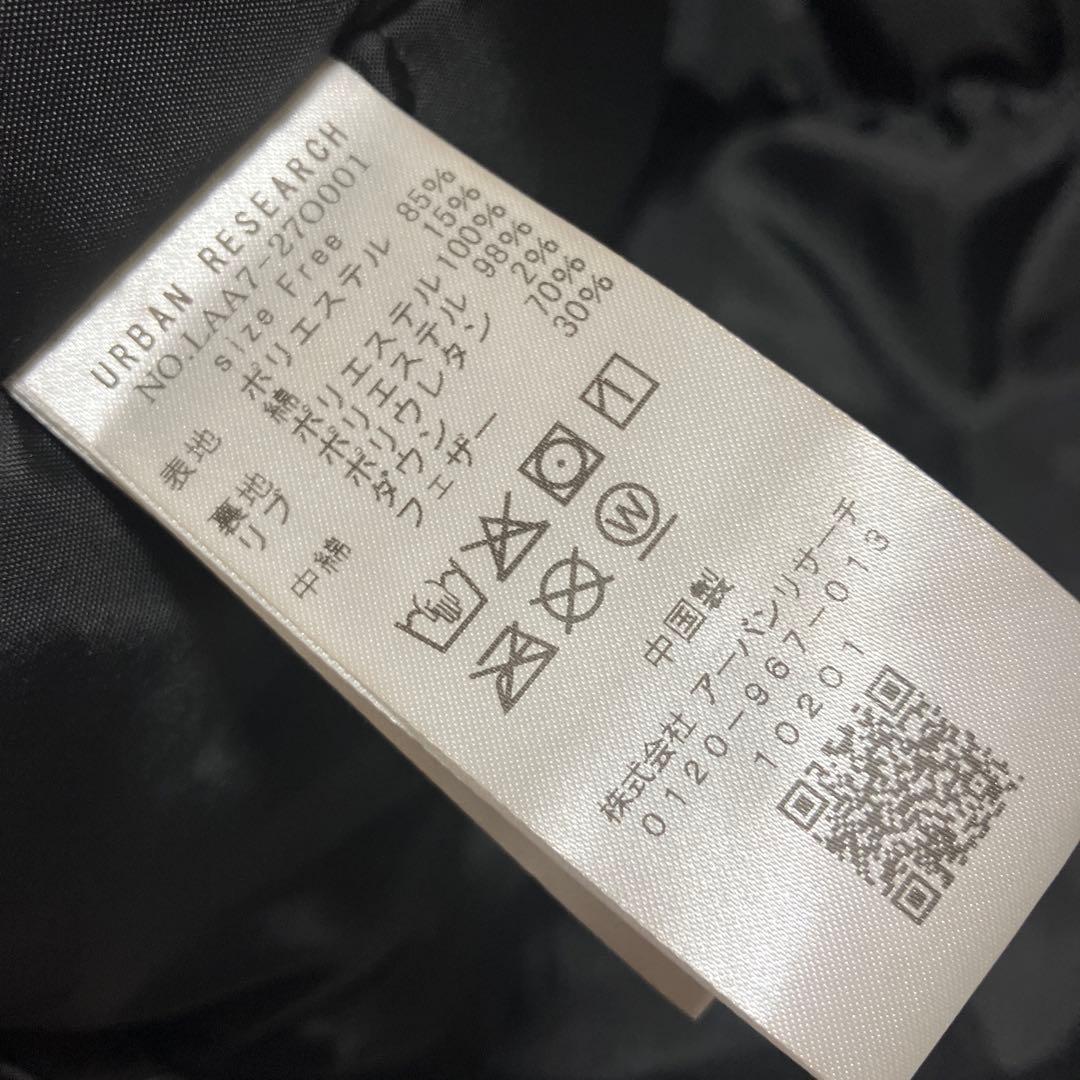 URBAN RESEARCH
NO.LAA7-27O001
size Free
表地 ポリエステル 85%
綿 15%
裏地 ポリエステル 100%
リブ ポリエステル 98%
ポリウレタン 2%
中綿 ダウン 70%
フェザー 30%
W
中国製
株式会社 アーバンリサーチ
0120-967-013
10201